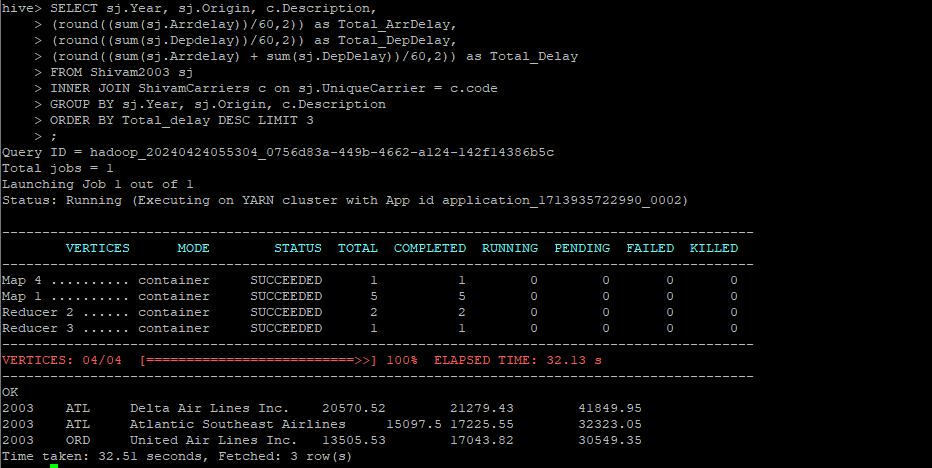 hive> SELECT sj.Year, sj.Origin, c.Description,
    > (round((sum(sj.Arrdelay))/60,2)) as Total_ArrDelay,
    > (round((sum(sj.Depdelay))/60,2)) as Total_DepDelay,
    > (round((sum(sj.Arrdelay) + sum(sj.DepDelay))/60,2)) as Total_Delay
    > FROM Shivam2003 sj
    > INNER JOIN ShivamCarriers c on sj.UniqueCarrier = c.code
    > GROUP BY sj.Year, sj.Origin, c.Description
    > ORDER BY Total_delay DESC LIMIT 3
    > ;
Query ID = hadoop_20240424055304_0756d83a-449b-4662-a124-142f14386b5c
Total jobs = 1
Launching Job 1 out of 1
Status: Running (Executing on YARN cluster with App id application_1713935722990_0002)
----------------------------------------------------------------------------------------------
        VERTICES      MODE        STATUS  TOTAL  COMPLETED  RUNNING  PENDING  FAILED  KILLED
----------------------------------------------------------------------------------------------
Map 4 .......... container     SUCCEEDED      1          1        0        0       0       0
Map 1 .......... container     SUCCEEDED      5          5        0        0       0       0
Reducer 2 ...... container     SUCCEEDED      2          2        0        0       0       0
Reducer 3 ...... container     SUCCEEDED      1          1        0        0       0       0
----------------------------------------------------------------------------------------------
VERTICES: 04/04  [==========================>>] 100%  ELAPSED TIME: 32.13 s
----------------------------------------------------------------------------------------------
OK
2003    ATL     Delta Air Lines Inc.    20570.52        21279.43        41849.95
2003    ATL     Atlantic Southeast Airlines     15097.5 17225.55        32323.05
2003    ORD     United Air Lines Inc.   13505.53        17043.82        30549.35
Time taken: 32.51 seconds, Fetched: 3 row(s)